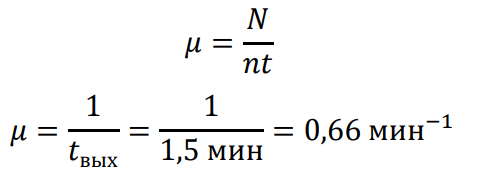 μ = N/nt
μ = 1/t_вых = 1/1,5 мин = 0,66 мин⁻¹